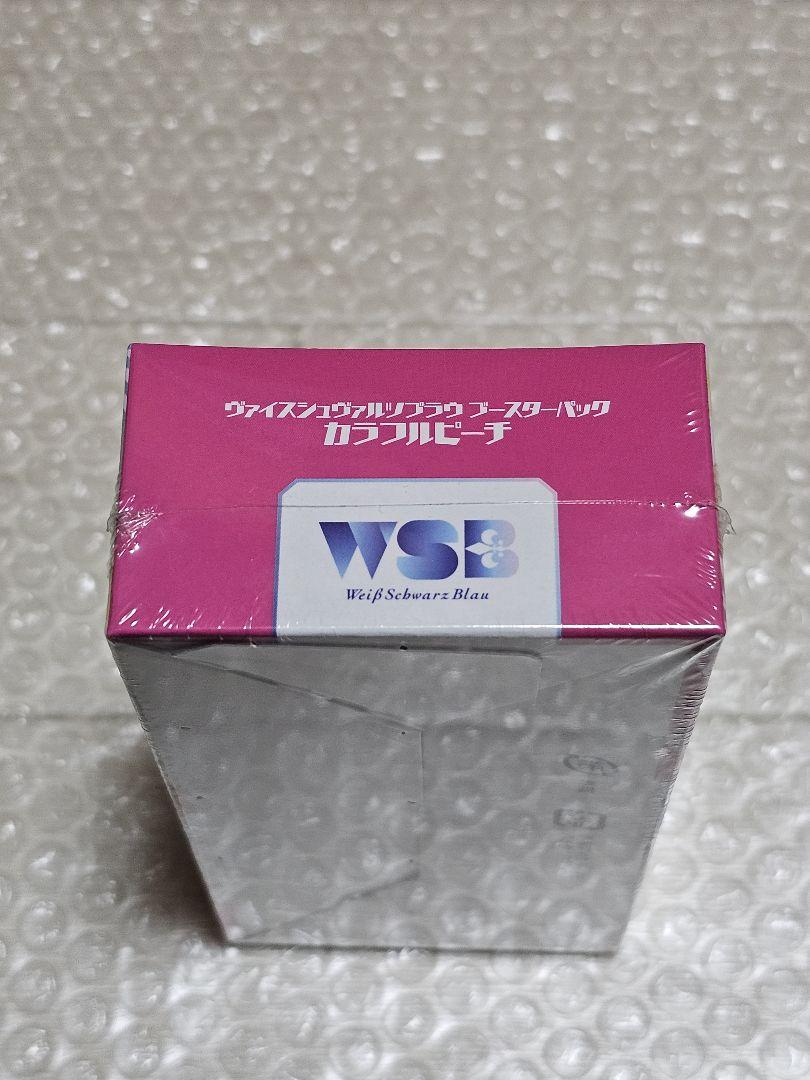 ヴァイスシュヴァルツブラウ ブースターパック
カラフルピーチ
WSB
Weiß Schwarz Blau